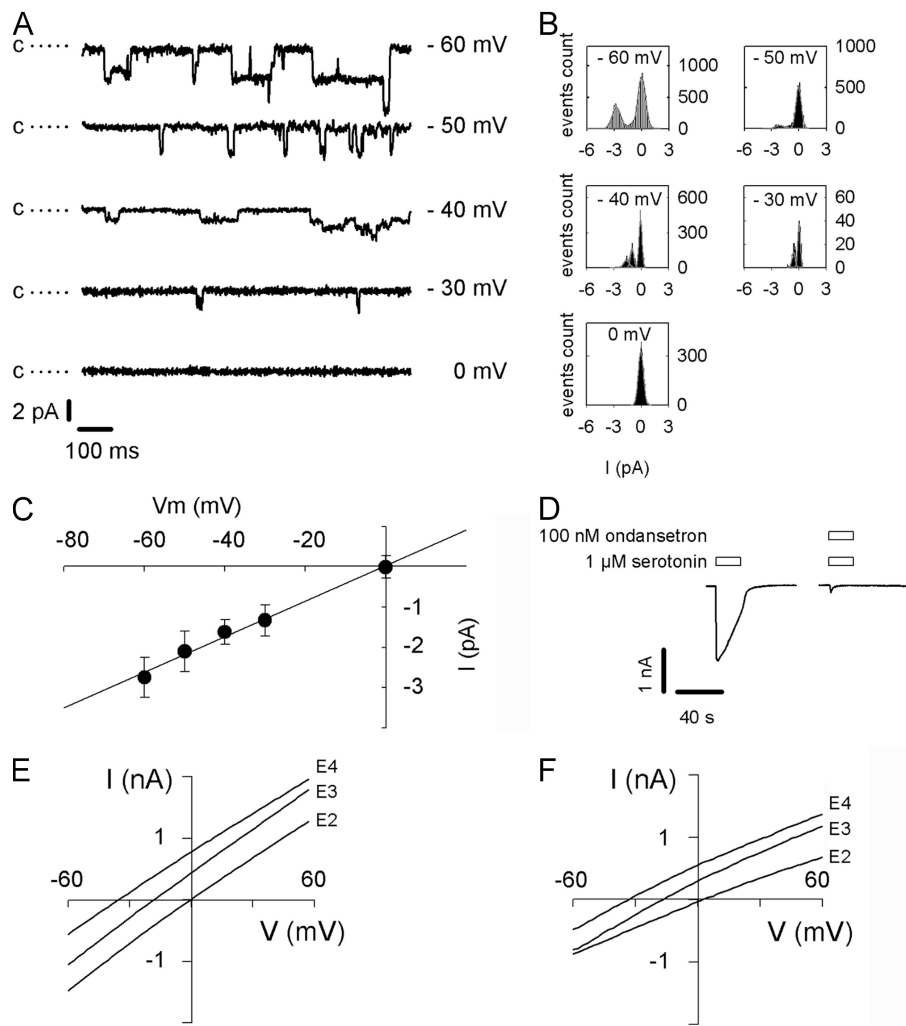 A
c ····· - 60 mV
c ····· - 50 mV
c ····· - 40 mV
c ····· - 30 mV
c ····· 0 mV
2 pA
100 ms
B
events count
- 60 mV
1000
500
0
-6 -3 0 3
- 50 mV
1000
500
0
-6 -3 0 3
events count
- 40 mV
600
300
0
-6 -3 0 3
- 30 mV
60
40
20
0
-6 -3 0 3
events count
0 mV
300
0
-6 -3 0 3
I (pA)
C
Vm (mV)
-80 -60 -40 -20
-1
-2
-3
I (pA)
D
100 nM ondansetron
1 µM serotonin
1 nA
40 s
E
I (nA)
E4
E3
E2
1
-60 60
V (mV)
-1
F
I (nA)
E4
E3
E2
1
-60 60
V (mV)
-1